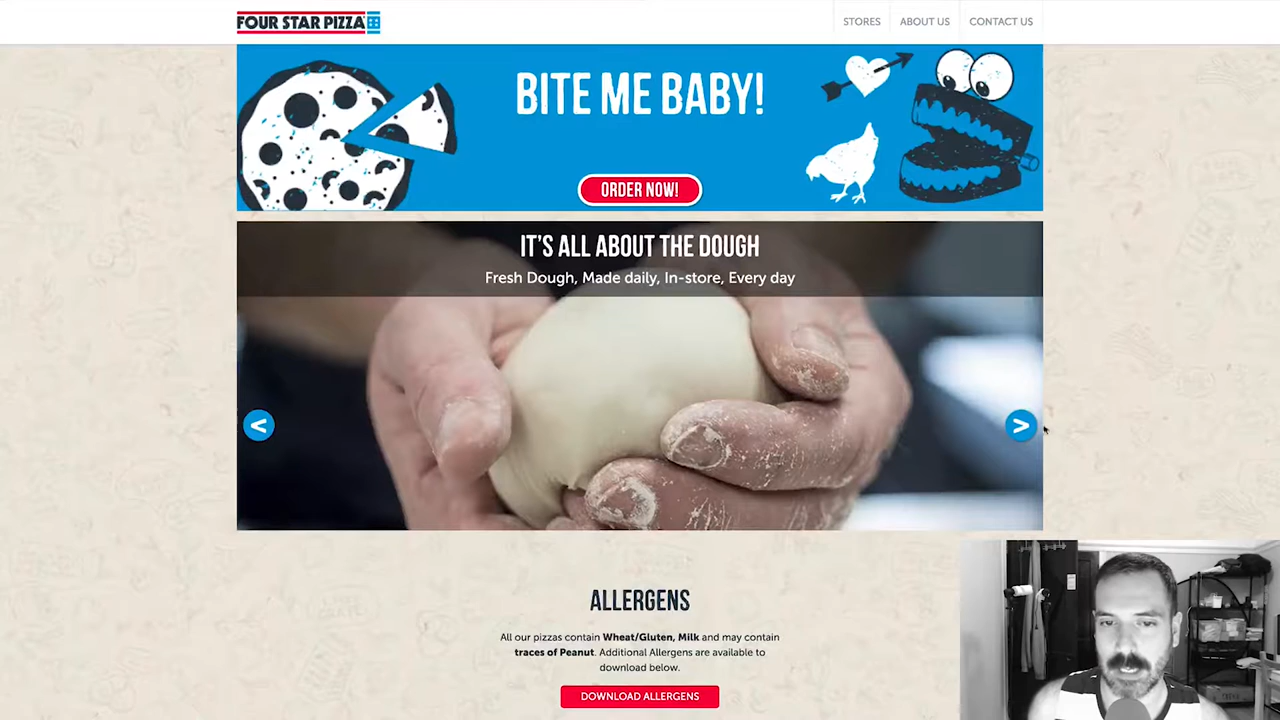 FOUR STAR PIZZA
STORES
ABOUT US
CONTACT US
BITE ME BABY!
ORDER NOW!
IT'S ALL ABOUT THE DOUGH
Fresh Dough, Made daily, In-store, Every day
<
>
ALLERGENS
All our pizzas contain Wheat/Gluten, Milk and may contain
traces of Peanut. Additional Allergens are available to
download below.
DOWNLOAD ALLERGENS